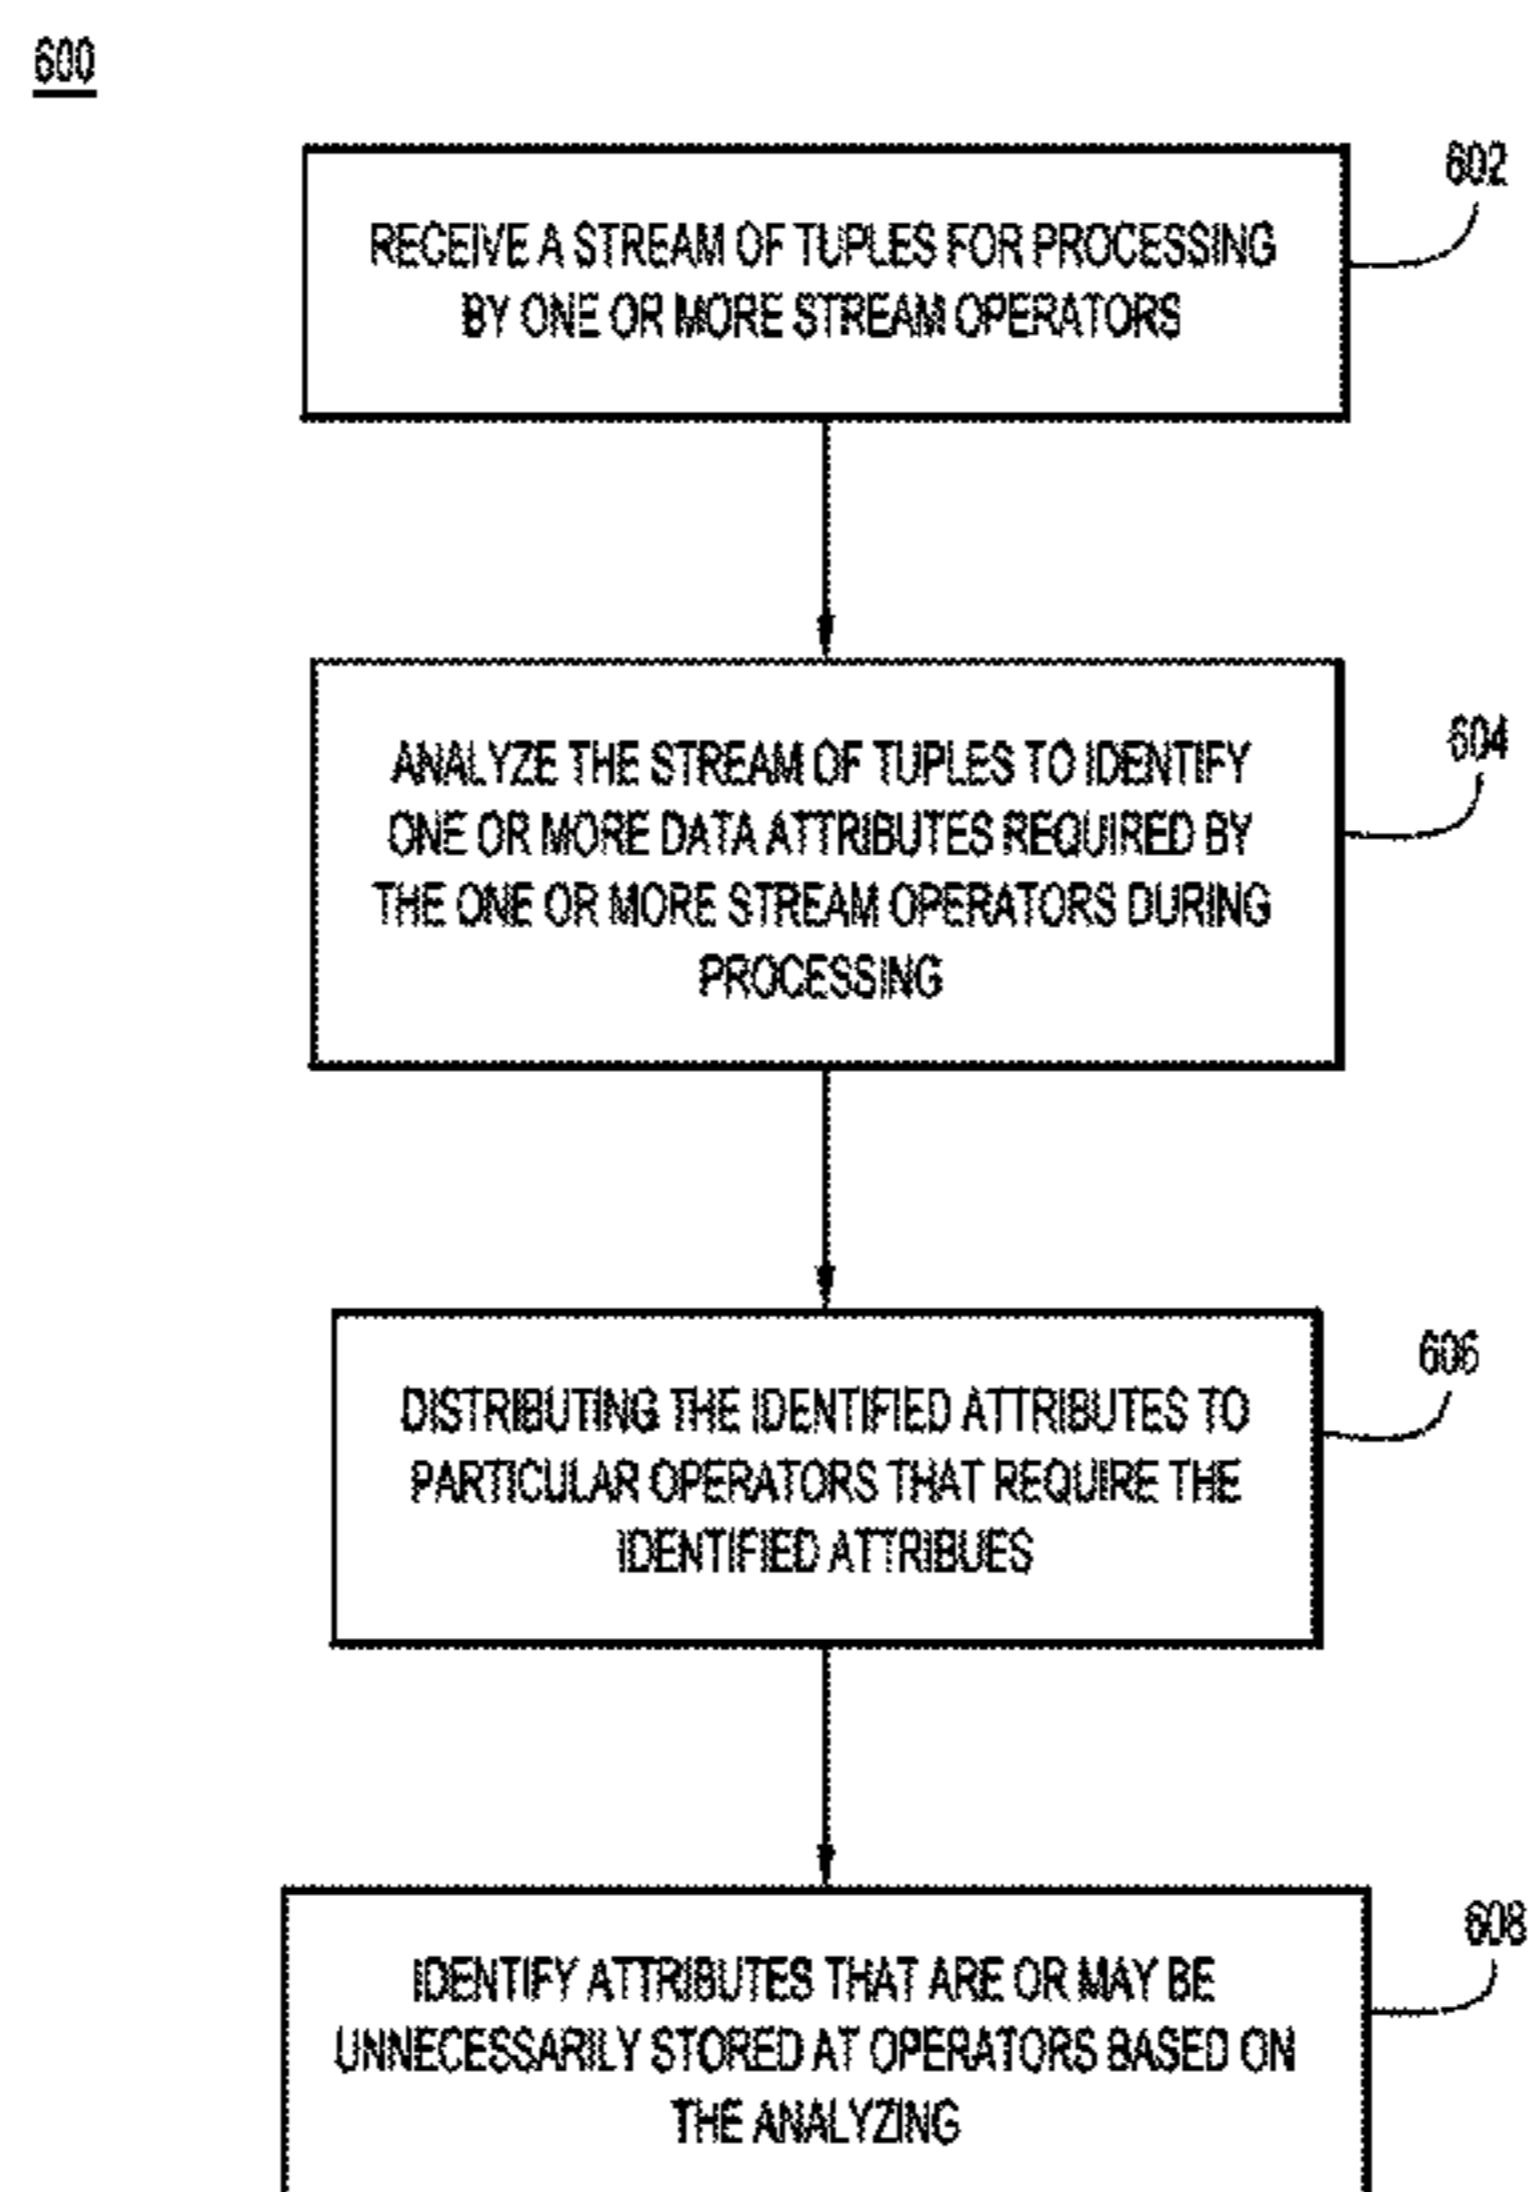 600
602
RECEIVE A STREAM OF TUPLES FOR PROCESSING
BY ONE OR MORE STREAM OPERATORS
604
ANALYZE THE STREAM OF TUPLES TO IDENTIFY
ONE OR MORE DATA ATTRIBUTES REQUIRED BY
THE ONE OR MORE STREAM OPERATORS DURING
PROCESSING
606
DISTRIBUTING THE IDENTIFIED ATTRIBUTES TO
PARTICULAR OPERATORS THAT REQUIRE THE
IDENTIFIED ATTRIBUES
608
IDENTIFY ATTRIBUTES THAT ARE OR MAY BE
UNNECESSARILY STORED AT OPERATORS BASED ON
THE ANALYZING